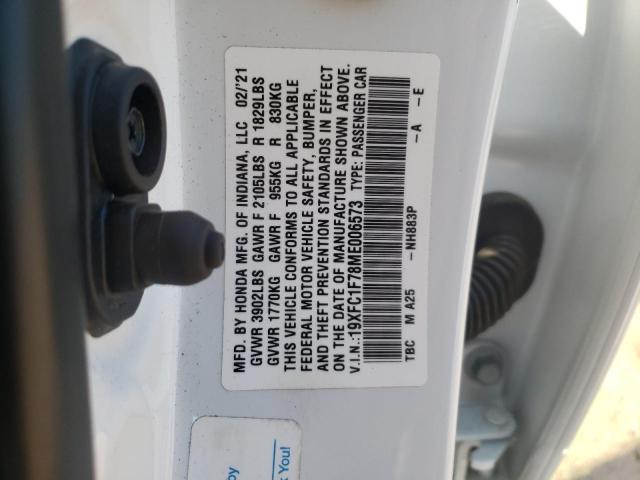 MFD. BY HONDA MFG. OF INDIANA, LLC 02/'21
GVWR 3902LBS GAWR F 2105LBS R 1829LBS
GVWR 1770KG GAWR F 955KG R 830KG
THIS VEHICLE CONFORMS TO ALL APPLICABLE
FEDERAL MOTOR VEHICLE SAFETY, BUMPER,
AND THEFT PREVENTION STANDARDS IN EFFECT
ON THE DATE OF MANUFACTURE SHOWN ABOVE.
V.I.N.:19XFC1F78ME006573 TYPE: PASSENGER CAR
TBC M A25 -NH883P -A -E
by
You!